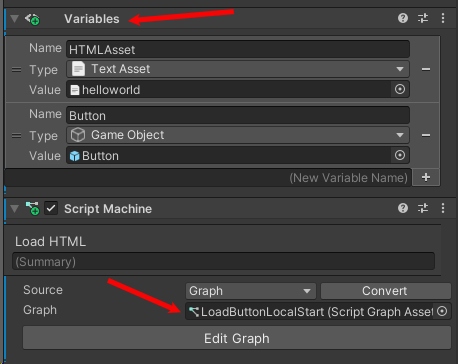 Variables
Name HTMLAsset
Type Text Asset
Value helloworld
Name Button
Type Game Object
Value Button
(New Variable Name)
Script Machine
Load HTML
(Summary)
Source Graph Convert
Graph LoadButtonLocalStart (Script Graph Asset
Edit Graph